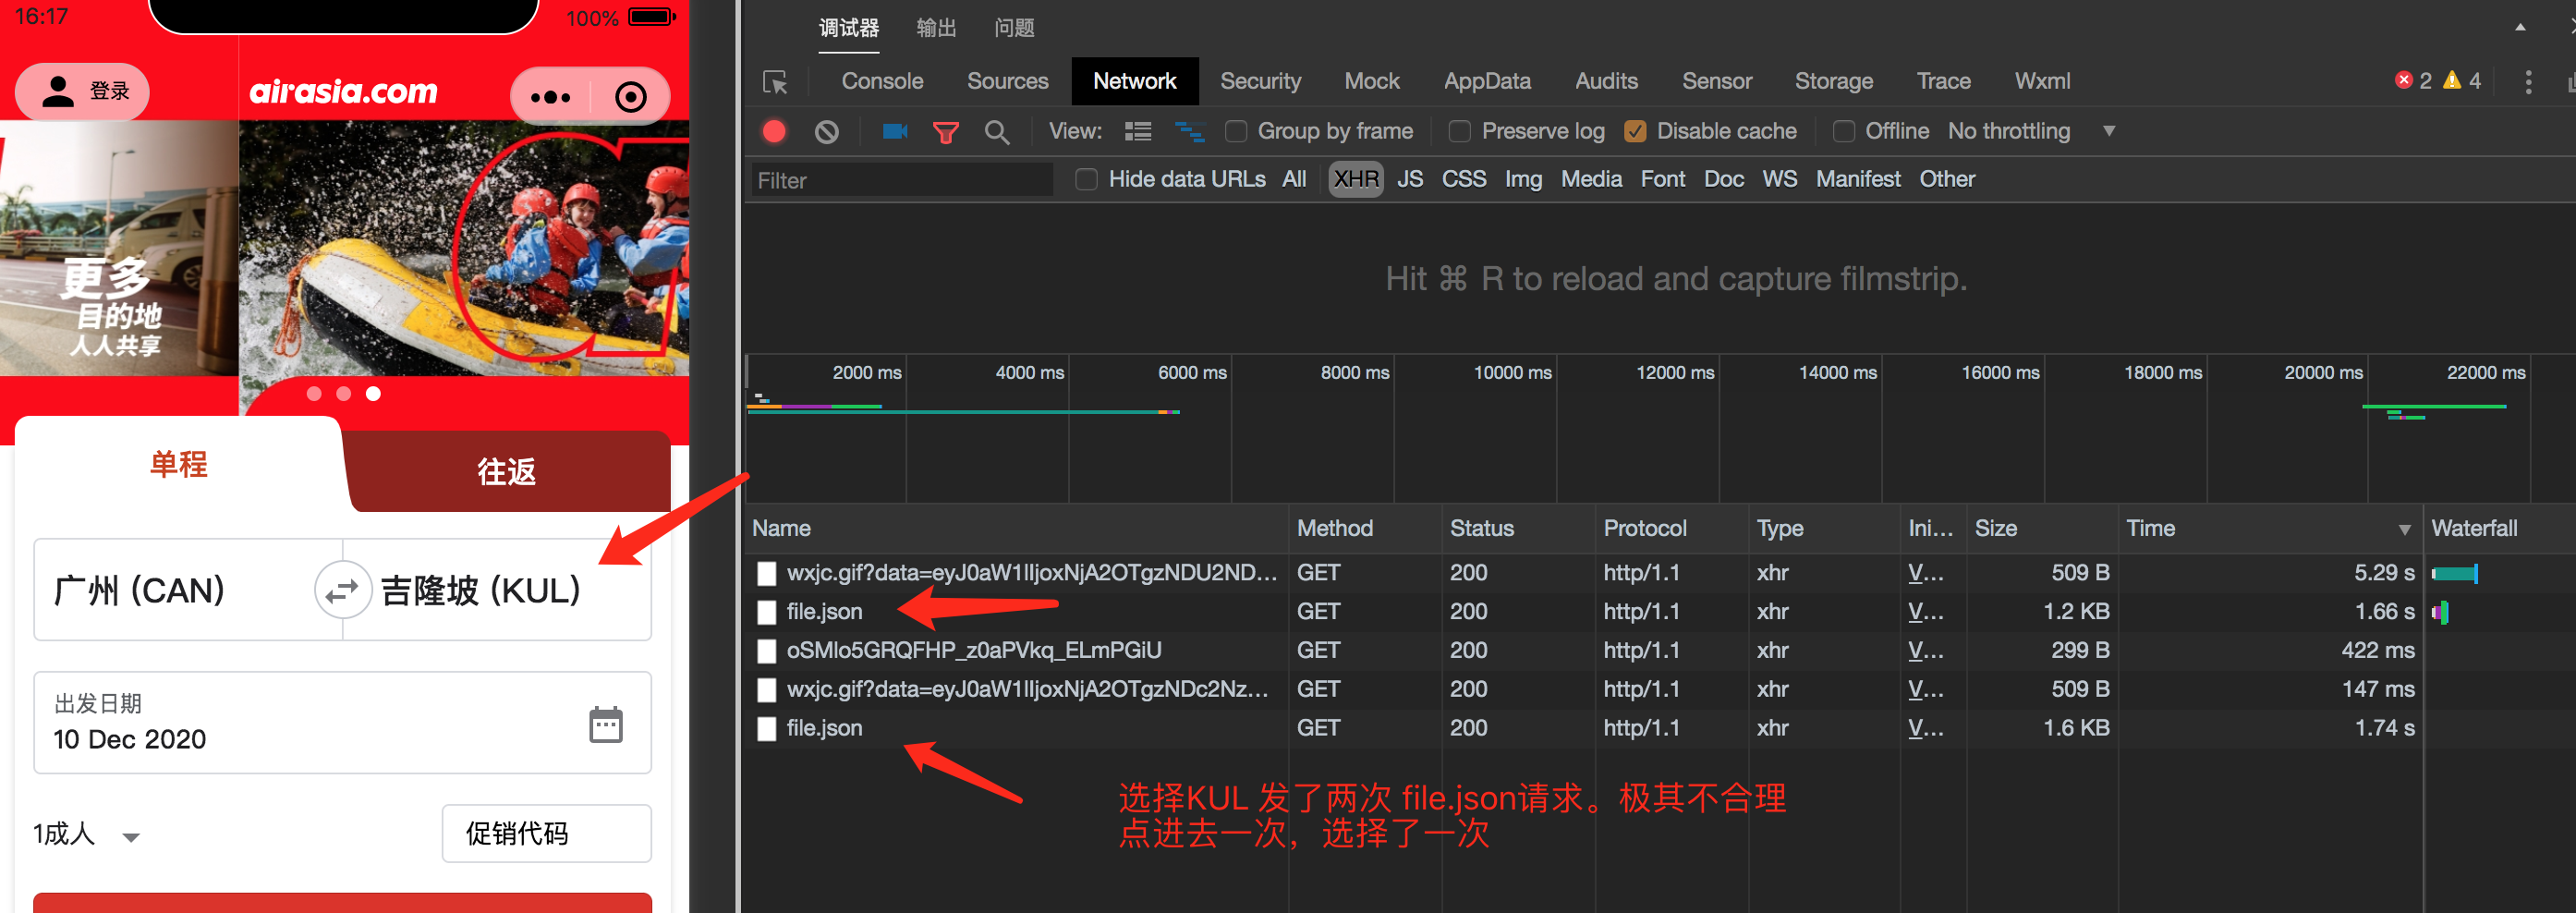 16:17
100%
登录
airasia.com
更多
目的地
人人共享
单程
往返
广州 (CAN)
吉隆坡 (KUL)
出发日期
10 Dec 2020
1成人
促销代码
调试器 输出 问题
Console Sources Network Security Mock AppData Audits Sensor Storage Trace Wxml 2 4
View: Group by frame Preserve log Disable cache Offline No throttling
Filter Hide data URLs All XHR JS CSS Img Media Font Doc WS Manifest Other
Hit ⌘ R to reload and capture filmstrip.
2000 ms 4000 ms 6000 ms 8000 ms 10000 ms 12000 ms 14000 ms 16000 ms 18000 ms 20000 ms 22000 ms
Name Method Status Protocol Type Ini... Size Time Waterfall
wxjc.gif?data=eyJ0aW1lIjoxNjA2OTgzNDU2ND... GET 200 http/1.1 xhr V... 509 B 5.29 s
file.json GET 200 http/1.1 xhr V... 1.2 KB 1.66 s
oSMlo5GRQFHP_z0aPVkq_ELmPGiU GET 200 http/1.1 xhr V... 299 B 422 ms
wxjc.gif?data=eyJ0aW1lIjoxNjA2OTgzNDc2Nz... GET 200 http/1.1 xhr V... 509 B 147 ms
file.json GET 200 http/1.1 xhr V... 1.6 KB 1.74 s
选择KUL 发了两次 file.json请求。极其不合理
点进去一次，选择了一次